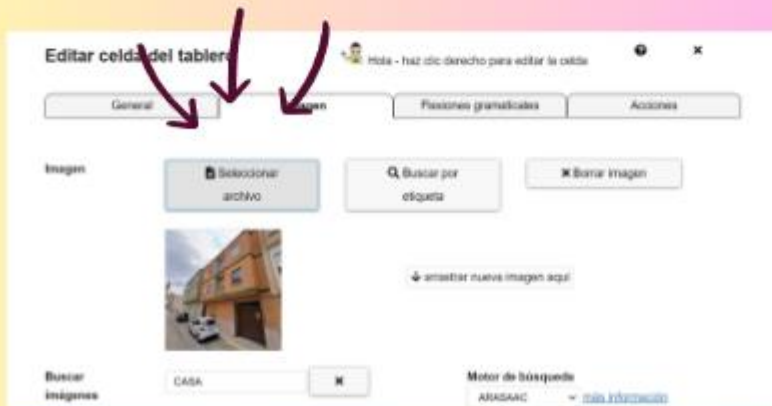 Editar celda del tablero
Hola - haz clic derecho para editar la celda
General
Imagen
Flexiones gramaticales
Acciones
Imagen
Seleccionar
archivo
Buscar por
etiqueta
Borrar imagen
arrastrar nueva imagen aquí
Buscar
imágenes
CASA
Motor de búsqueda
ARASAAC
más información